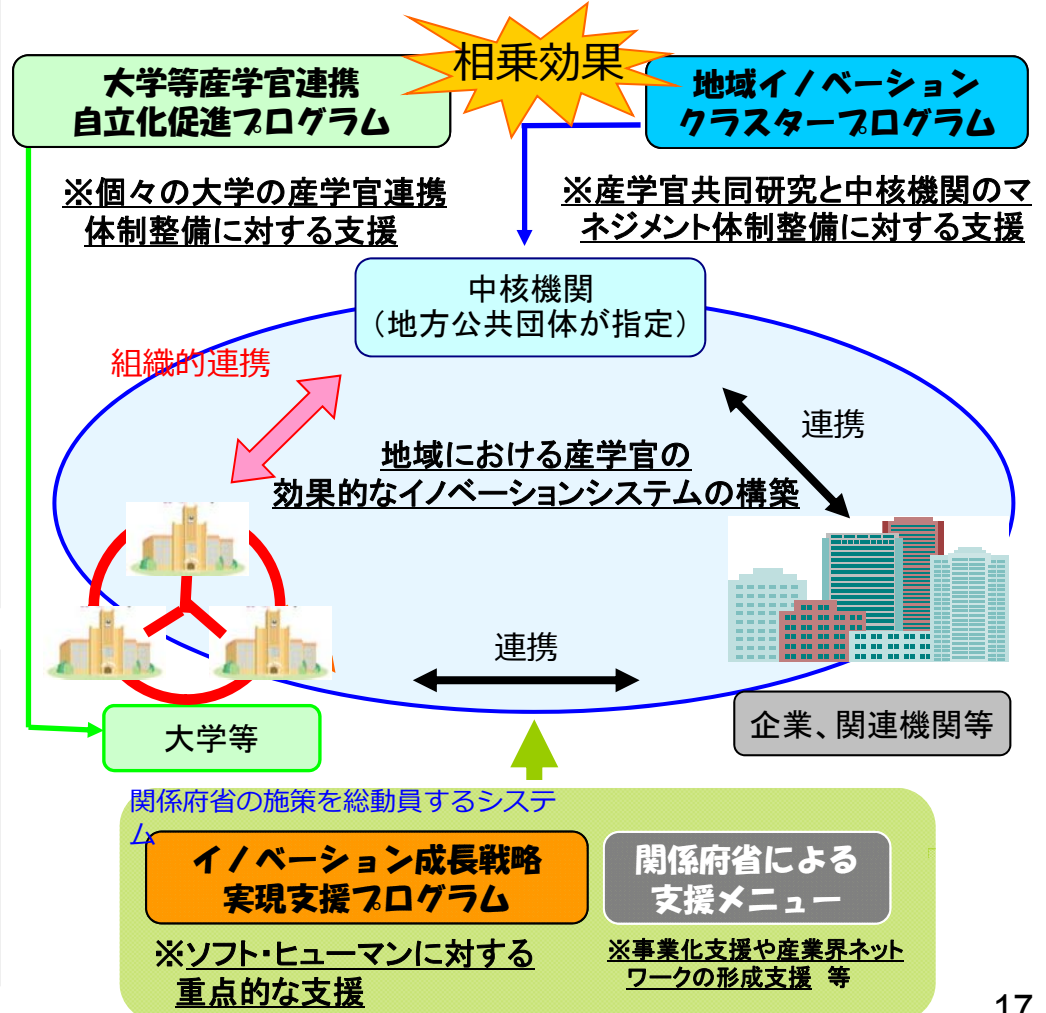 相乗効果
大学等産学官連携
自立化促進プログラム
地域イノベーション
クラスタープログラム
※個々の大学の産学官連携
体制整備に対する支援
※産学官共同研究と中核機関のマ
ネジメント体制整備に対する支援
中核機関
（地方公共団体が指定）
組織的連携
連携
地域における産学官の
効果的なイノベーションシステムの構築
連携
大学等
企業、関連機関等
関係府省の施策を総動員するシステ
ム
イノベーション成長戦略
実現支援プログラム
関係府省による
支援メニュー
※ソフト・ヒューマンに対する
重点的な支援
※事業化支援や産業界ネット
ワークの形成支援 等
17